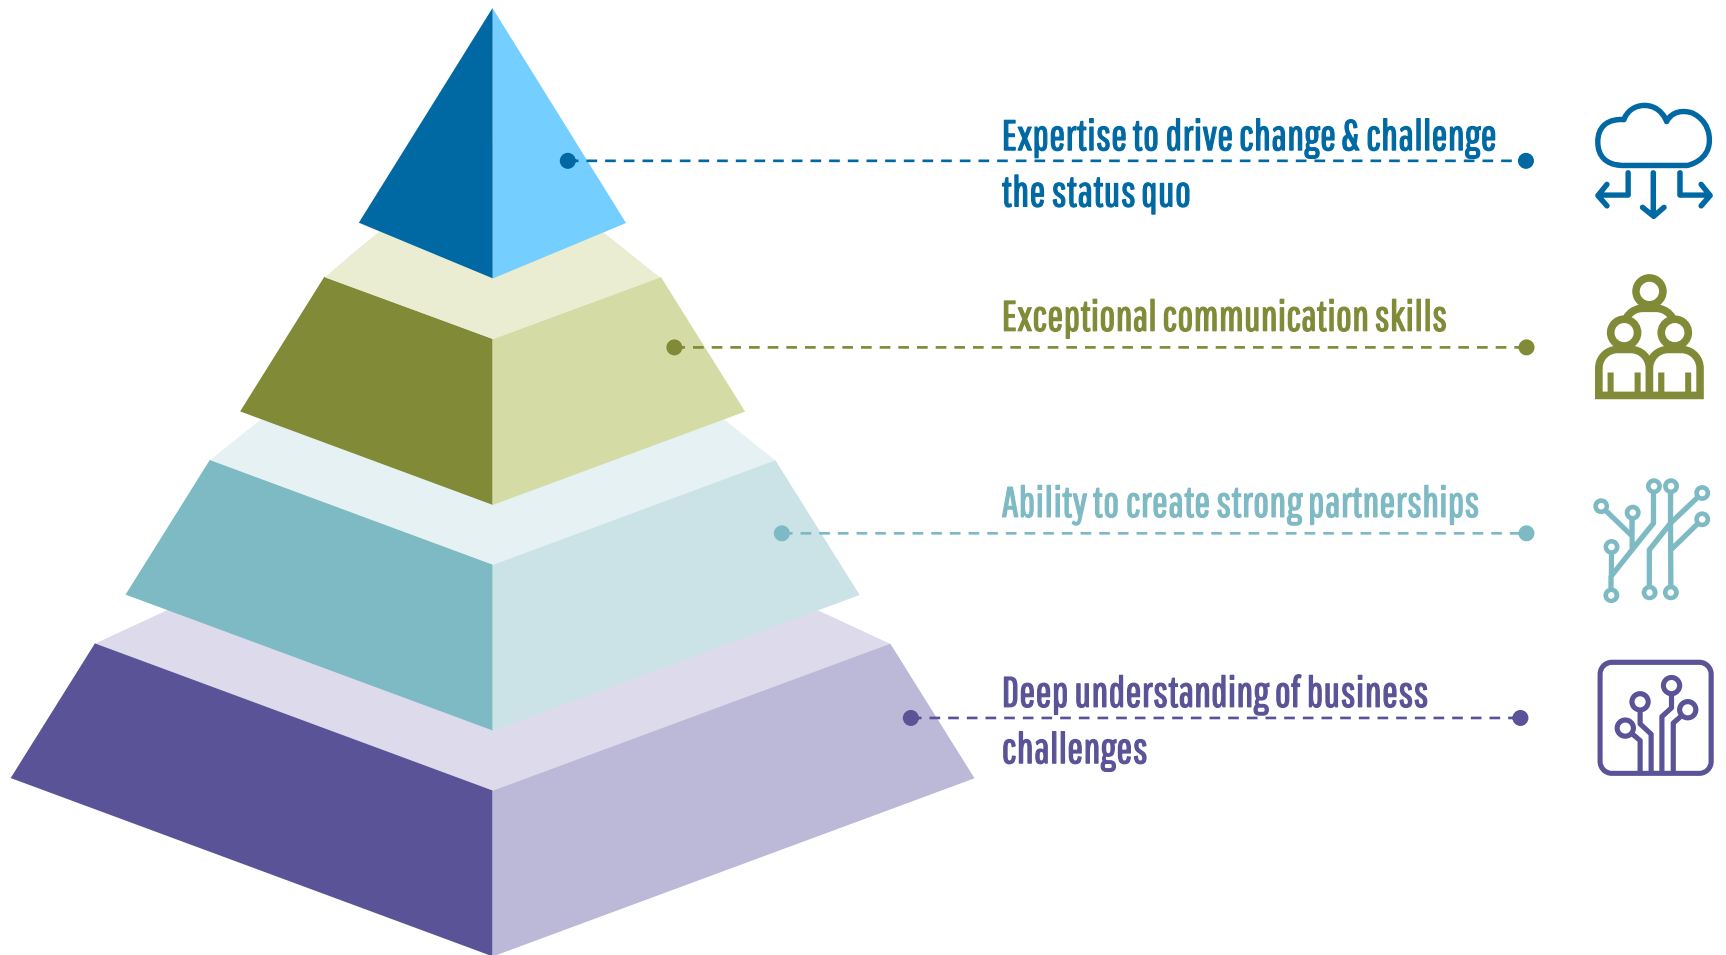 Expertise to drive change & challenge
the status quo
Exceptional communication skills
Ability to create strong partnerships
Deep understanding of business
challenges